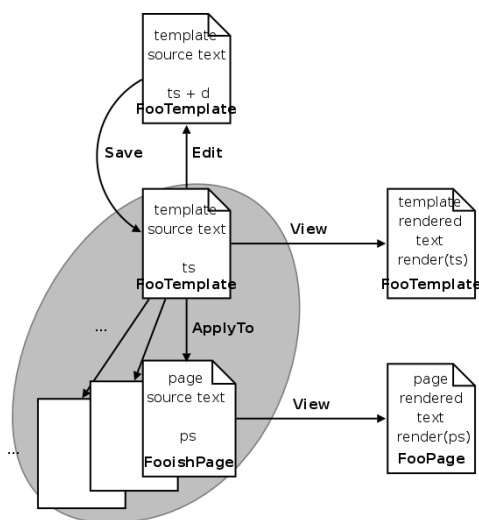 template
source text
ts + d
FooTemplate
Save
Edit
template
source text
ts
FooTemplate
View
template
rendered
text
render(ts)
FooTemplate
...
ApplyTo
page
source text
ps
FooishPage
View
page
rendered
text
render(ps)
FooPage
...